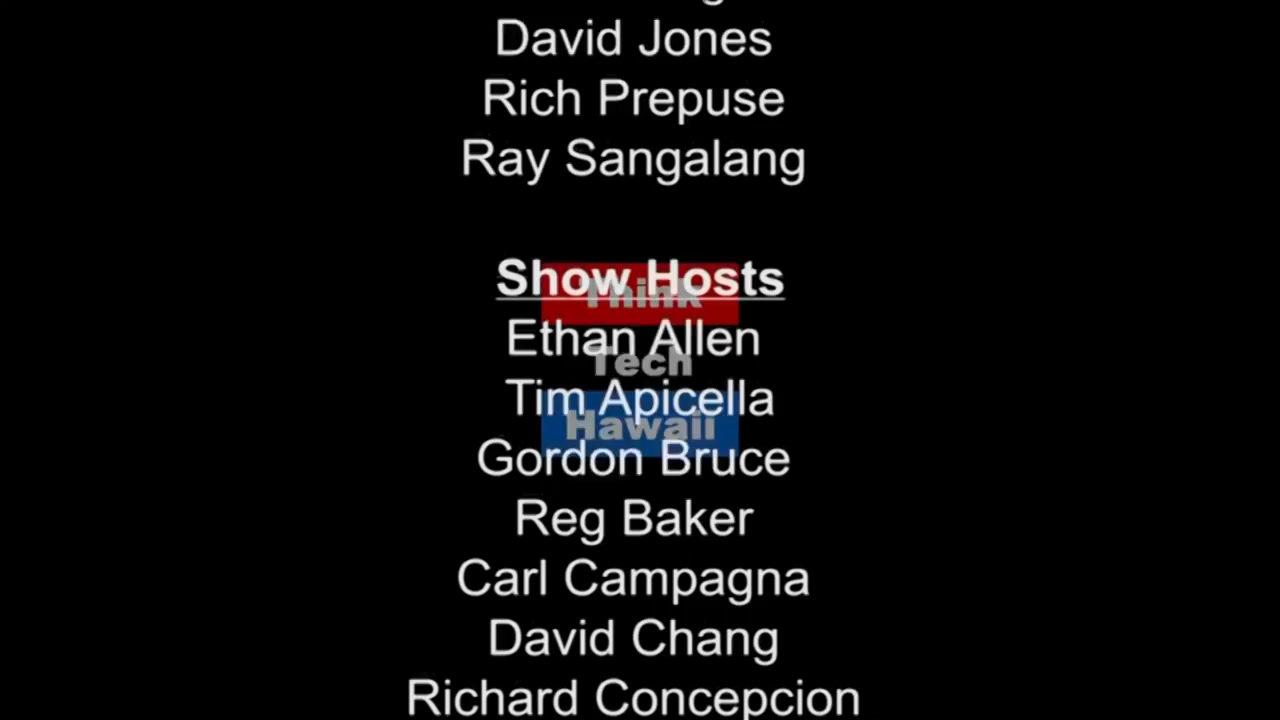 David Jones
Rich Prepuse
Ray Sangalang
Show Hosts
Think
Ethan Allen
Tech
Tim Apicella
Hawaii
Gordon Bruce
Reg Baker
Carl Campagna
David Chang
Richard Concepcion